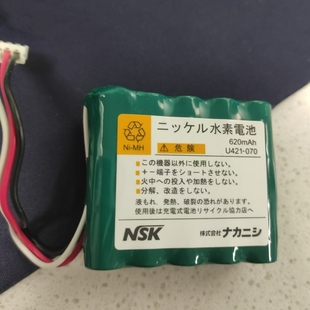 ニッケル水素電池
Ni-MH
620mAh
⚠ 危険
U421-070
●この機器以外に使用しない。
●＋－端子をショートさせない。
●火中への投入や加熱をしない。
●分解、改造をしない。
液もれ、発熱、破裂の恐れがあります。
使用後は充電式電池リサイクル協力店へ
NSK 株式会社ナカニシ